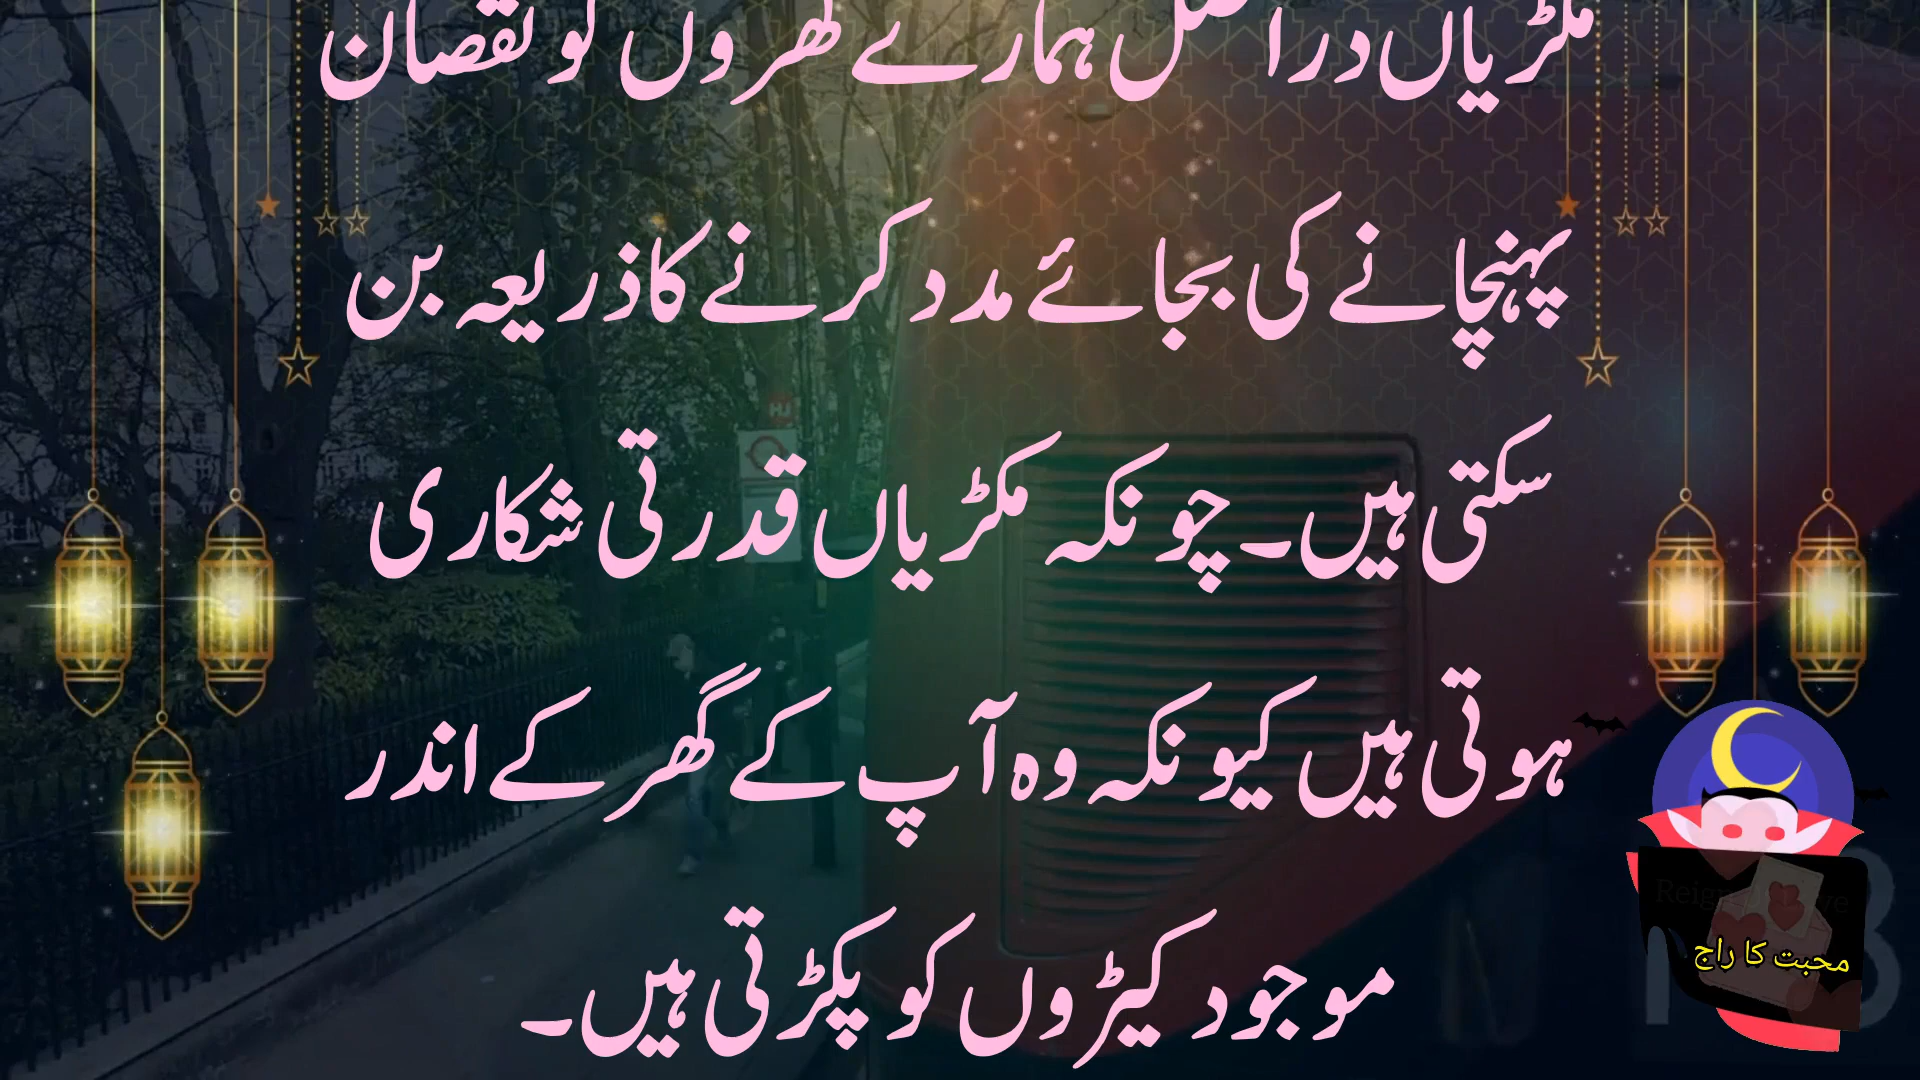 مکڑیاں دراصل ہمارے گھروں کو نقصان
پہنچانے کی بجائے مدد کرنے کا ذریعہ بن
سکتی ہیں۔ چونکہ مکڑیاں قدرتی شکاری
ہوتی ہیں کیونکہ وہ آپ کے گھر کے اندر
موجود کیڑوں کو پکڑتی ہیں۔
محبت کا راج